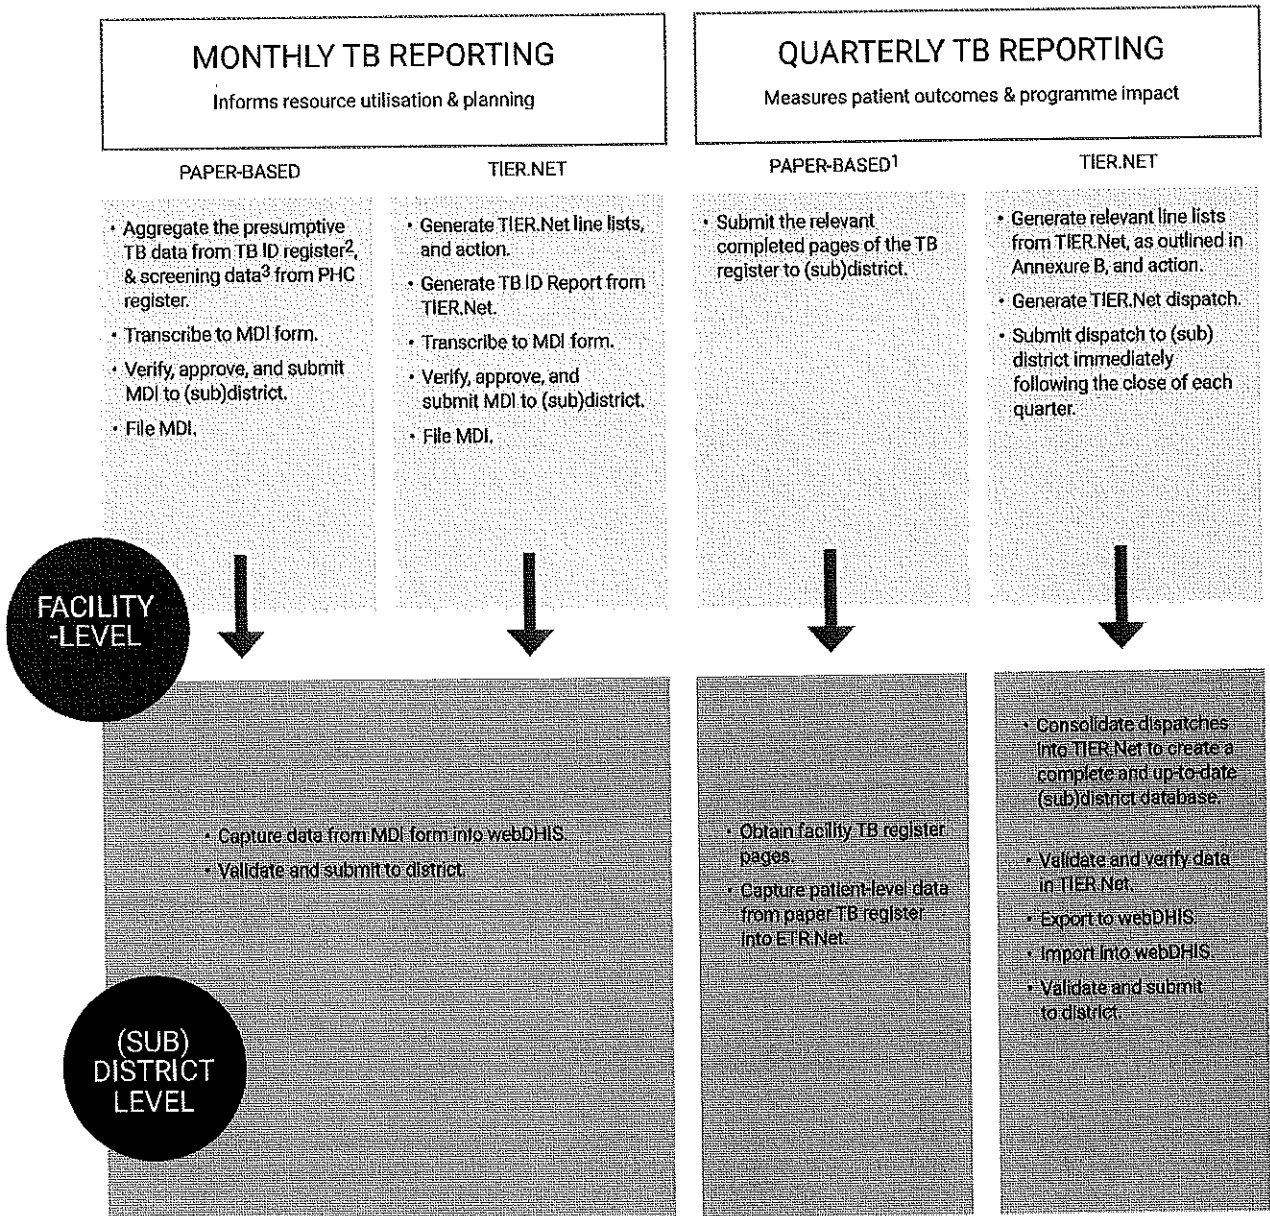 MONTHLY TB REPORTING
Informs resource utilisation & planning
QUARTERLY TB REPORTING
Measures patient outcomes & programme impact
PAPER-BASED
TIER.NET
PAPER-BASED¹
TIER.NET
· Aggregate the presumptive
TB data from TB ID register²,
& screening data³ from PHC
register.
· Transcribe to MDI form.
· Verify, approve, and submit
MDI to (sub)district.
· File MDI.
· Generate TIER.Net line lists,
and action.
· Generate TB ID Report from
TIER.Net.
· Transcribe to MDI form.
· Verify, approve, and
submit MDI to (sub)district.
· File MDI.
· Submit the relevant
completed pages of the TB
register to (sub)district.
· Generate relevant line lists
from TIER.Net, as outlined in
Annexure B, and action.
· Generate TIER.Net dispatch.
· Submit dispatch to (sub)
district immediately
following the close of each
quarter.
FACILITY
-LEVEL
· Capture data from MDI form into webDHIS.
· Validate and submit to district.
· Obtain facility TB register
pages.
· Capture patient-level data
from paper TB register
into ETR.Net.
· Consolidate dispatches
into TIER.Net to create a
complete and up-to-date
(sub)district database.
· Validate and verify data
in TIER.Net.
· Export to webDHIS.
· Import into webDHIS.
· Validate and submit
to district.
(SUB)
DISTRICT
LEVEL